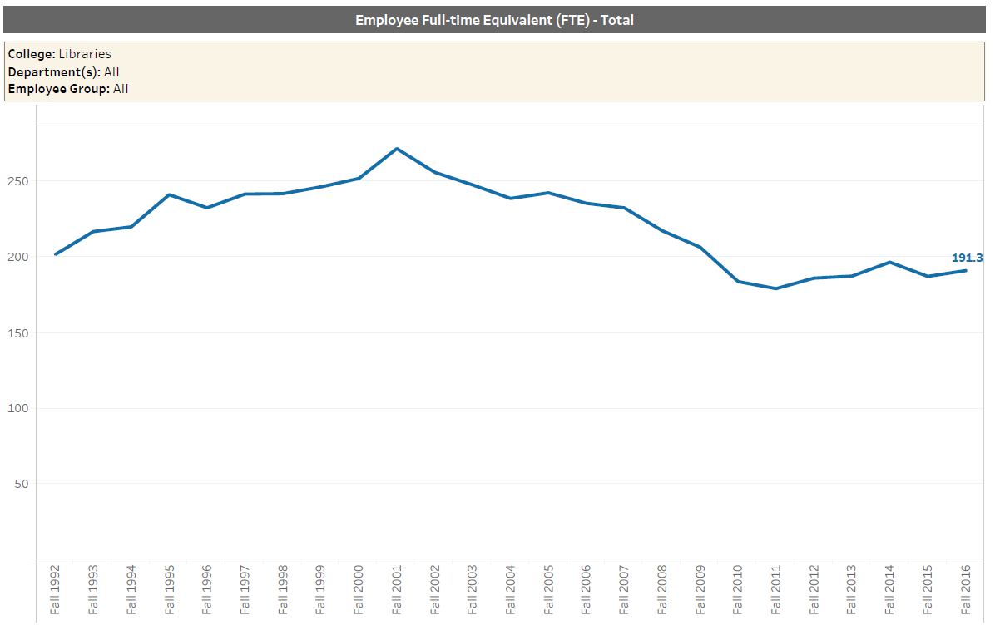 Employee Full-time Equivalent (FTE) - Total
College: Libraries
Department(s): All
Employee Group: All
250
200
150
100
50
191.3
Fall 1992
Fall 1993
Fall 1994
Fall 1995
Fall 1996
Fall 1997
Fall 1998
Fall 1999
Fall 2000
Fall 2001
Fall 2002
Fall 2003
Fall 2004
Fall 2005
Fall 2006
Fall 2007
Fall 2008
Fall 2009
Fall 2010
Fall 2011
Fall 2012
Fall 2013
Fall 2014
Fall 2015
Fall 2016